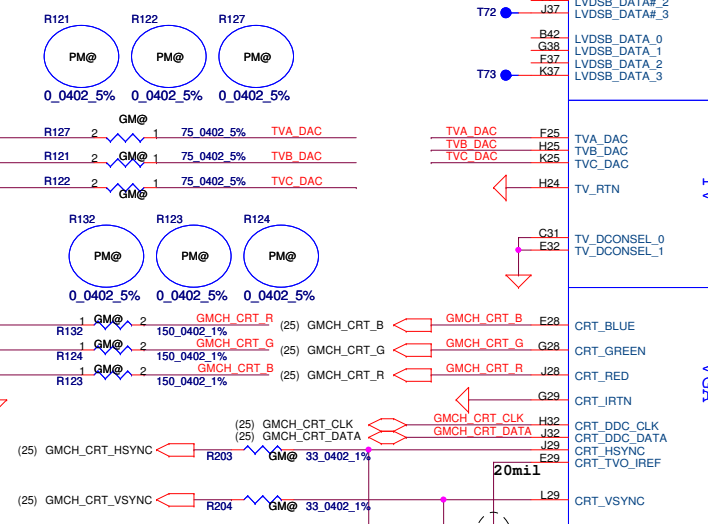 LVDSB_DATA#_2
T72 J37 LVDSB_DATA#_3
R121 R122 R127
B42 LVDSB_DATA_0
G38 LVDSB_DATA_1
PM@ PM@ PM@
F37 LVDSB_DATA_2
T73 K37 LVDSB_DATA_3
0_0402_5% 0_0402_5% 0_0402_5%
GM@
R127 2 1 75_0402_5% TVA_DAC TVA_DAC F25 TVA_DAC
TVB_DAC H25 TVB_DAC
R121 2 GM@ 1 75_0402_5% TVB_DAC TVC_DAC K25 TVC_DAC
R122 2 1 75_0402_5% TVC_DAC H24 TV_RTN
GM@
R132 R123 R124
C31 TV_DCONSEL_0
E32 TV_DCONSEL_1
PM@ PM@ PM@
0_0402_5% 0_0402_5% 0_0402_5%
1 GM@ 2 GMCH_CRT_R (25) GMCH_CRT_B GMCH_CRT_B E28 CRT_BLUE
R132 150_0402_1%
1 GM@ 2 GMCH_CRT_G (25) GMCH_CRT_G GMCH_CRT_G G28 CRT_GREEN
R124 150_0402_1%
1 GM@ 2 GMCH_CRT_B (25) GMCH_CRT_R GMCH_CRT_R J28 CRT_RED
R123 150_0402_1%
G29 CRT_IRTN
(25) GMCH_CRT_CLK GMCH_CRT_CLK H32 CRT_DDC_CLK
(25) GMCH_CRT_DATA GMCH_CRT_DATA J32 CRT_DDC_DATA
(25) GMCH_CRT_HSYNC J29 CRT_HSYNC
R203 GM@ 33_0402_1% E29 CRT_TVO_IREF
20mil
(25) GMCH_CRT_VSYNC L29 CRT_VSYNC
R204 GM@ 33_0402_1%
VGA